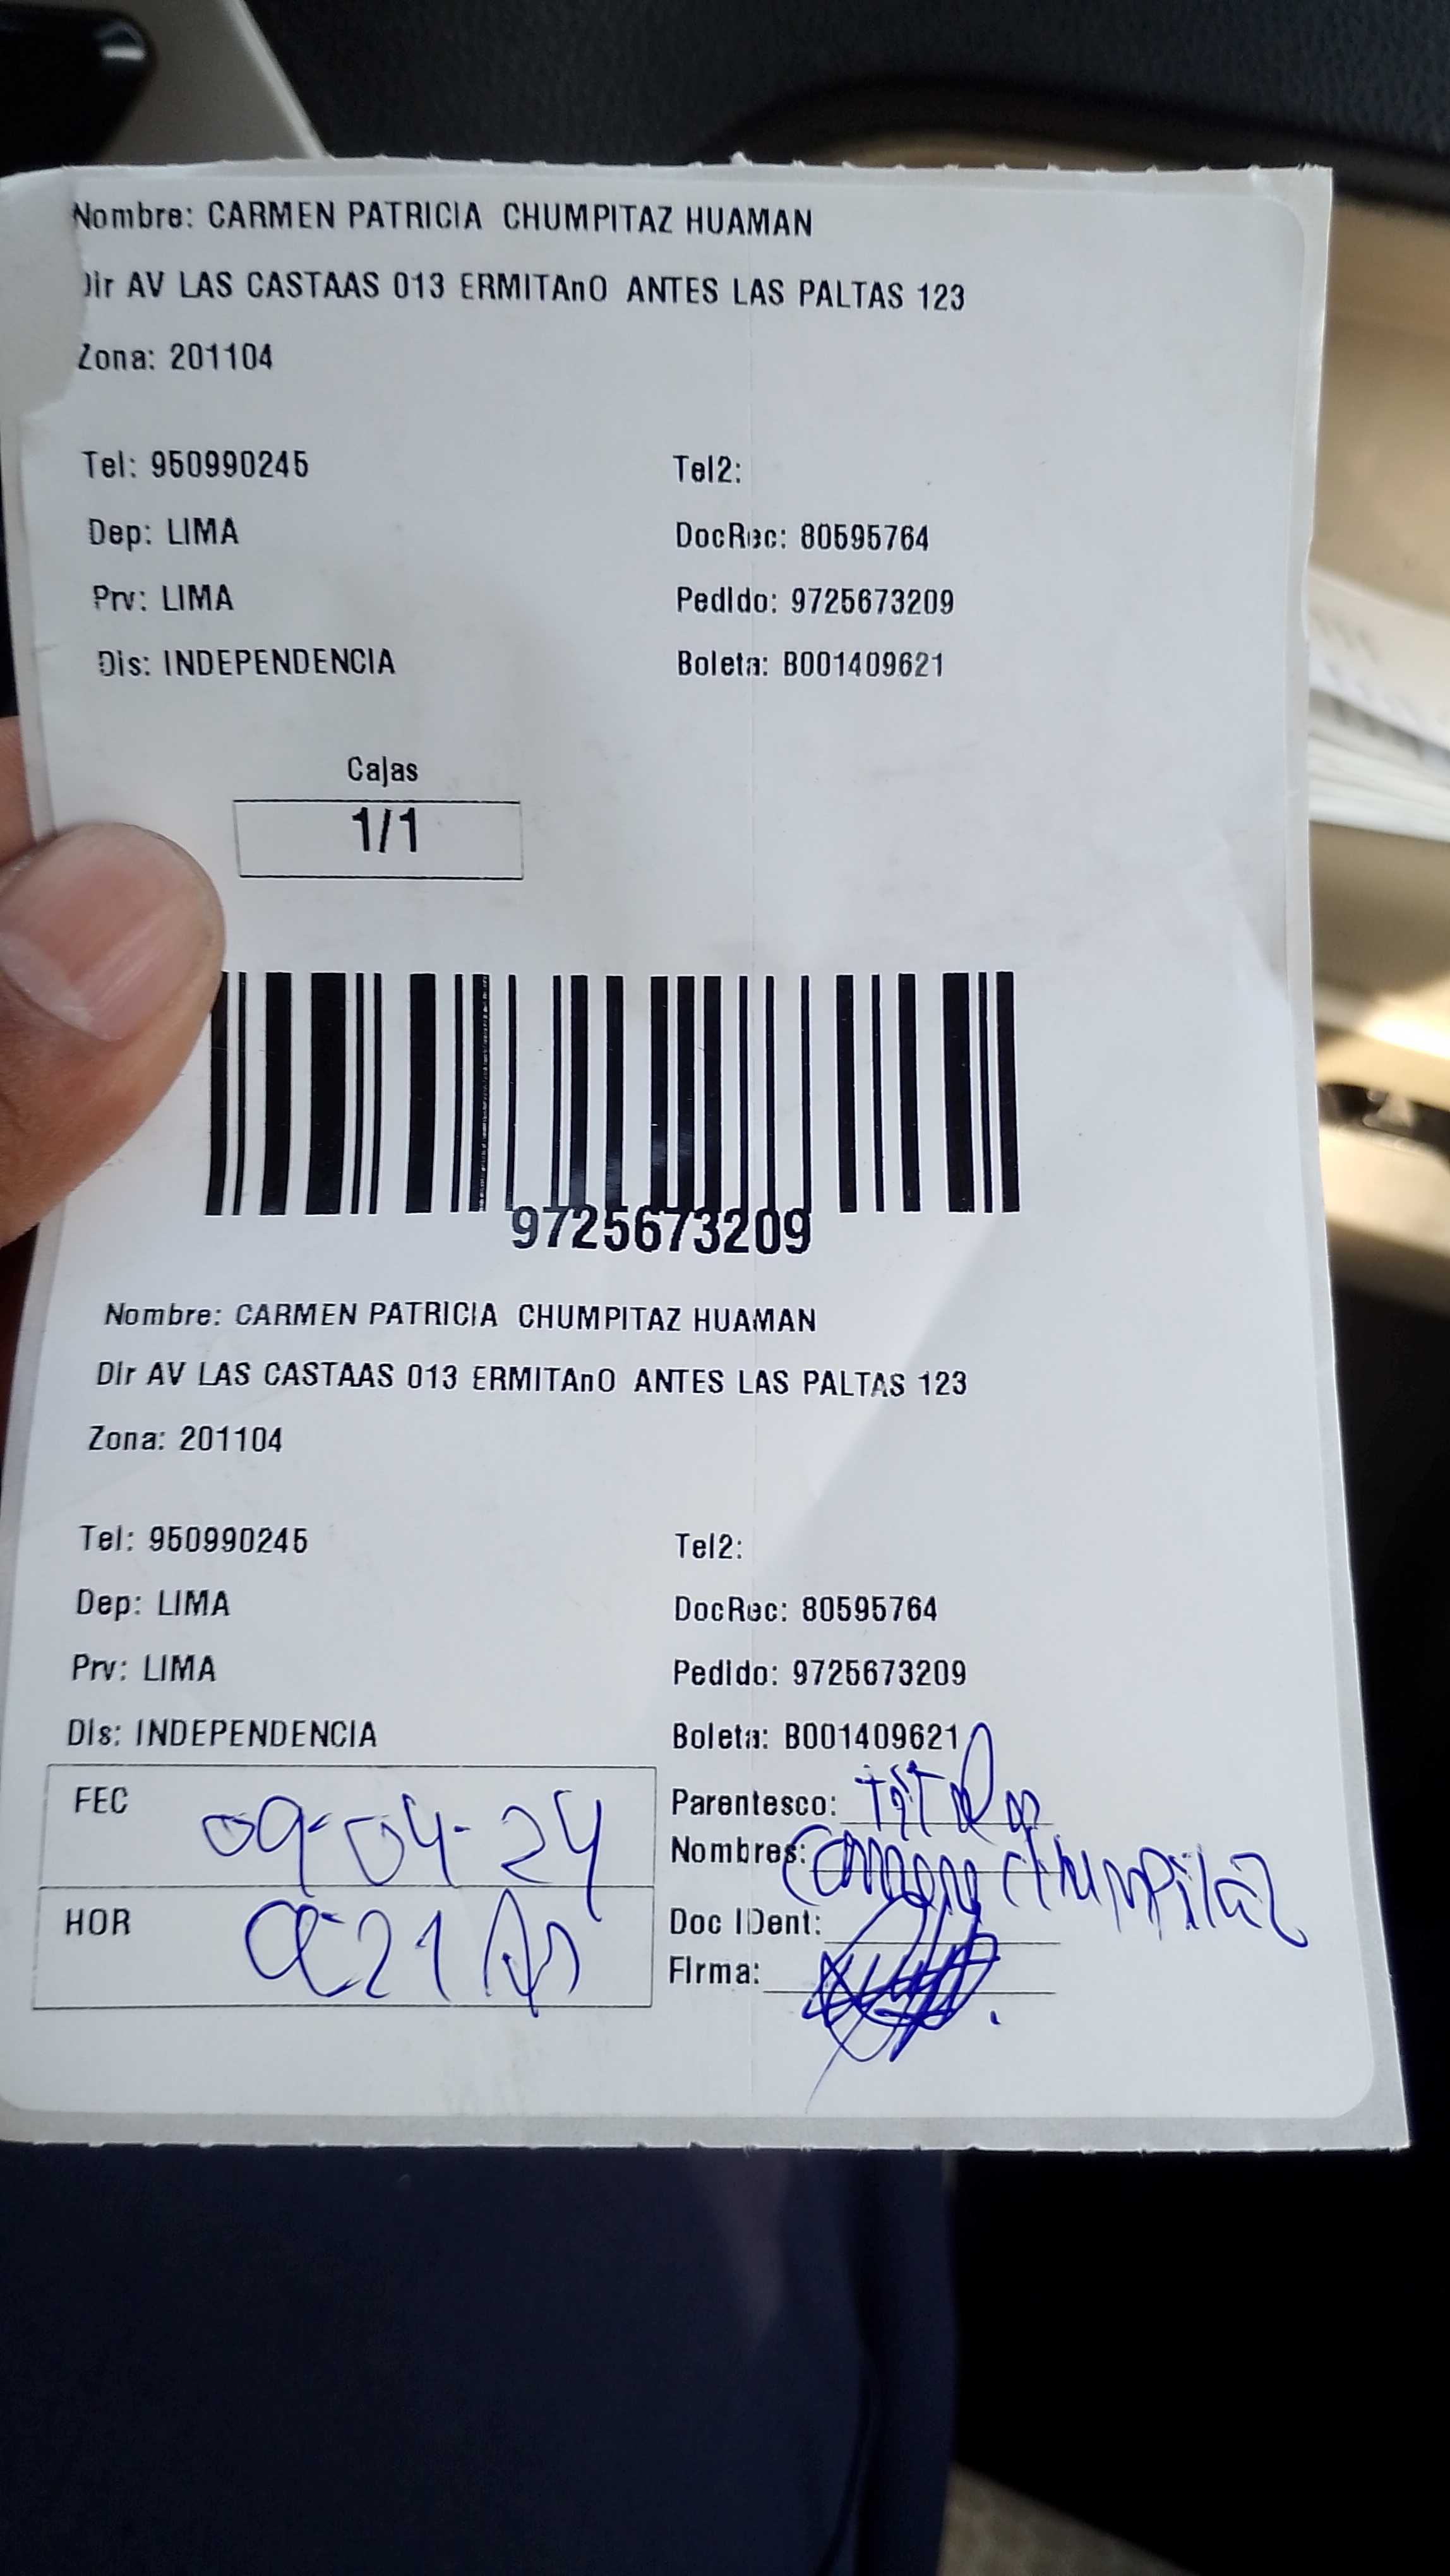 Nombre: CARMEN PATRICIA CHUMPITAZ HUAMAN
Dir AV LAS CASTAAS 013 ERMITAnO ANTES LAS PALTAS 123
Zona: 201104
Tel: 950990245 Tel2:
Dep: LIMA DocRec: 80595764
Prv: LIMA Pedido: 9725673209
Dis: INDEPENDENCIA Boleta: B001409621
Cajas
1/1
9725673209
Nombre: CARMEN PATRICIA CHUMPITAZ HUAMAN
Dir AV LAS CASTAAS 013 ERMITAnO ANTES LAS PALTAS 123
Zona: 201104
Tel: 950990245 Tel2:
Dep: LIMA DocRec: 80595764
Prv: LIMA Pedido: 9725673209
Dis: INDEPENDENCIA Boleta: B001409621
FEC 09-04-24 Parentesco: titular
Nombres: Carmen Chumpitaz
HOR Doc IDent:
Firma: